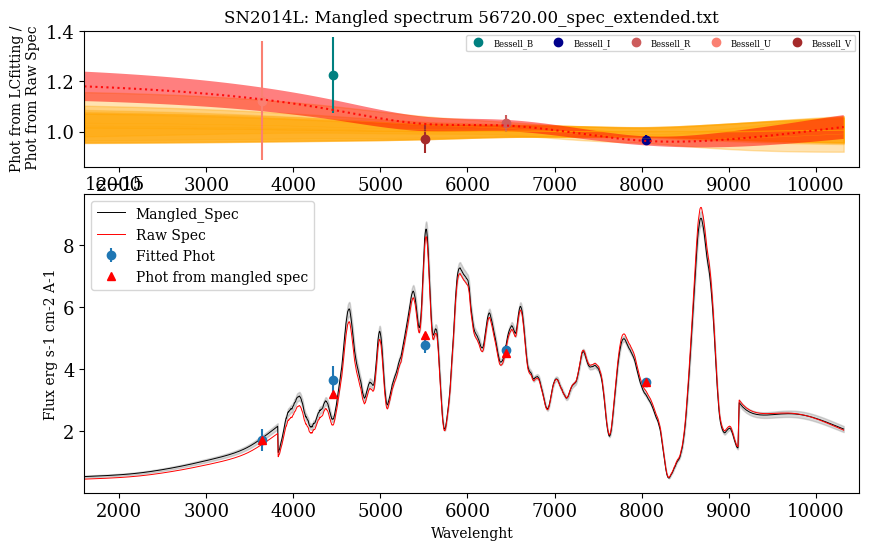 SN2014L: Mangled spectrum 56720.00_spec_extended.txt
Phot from LCfitting /
Phot from Raw Spec
1.4
1.2
1.0
Bessell_B
Bessell_I
Bessell_R
Bessell_U
Bessell_V
2000 3000 4000 5000 6000 7000 8000 9000 10000
1e−15
Flux erg s-1 cm-2 A-1
8
6
4
2
Mangled_Spec
Raw Spec
Fitted Phot
Phot from mangled spec
2000 3000 4000 5000 6000 7000 8000 9000 10000
Wavelenght